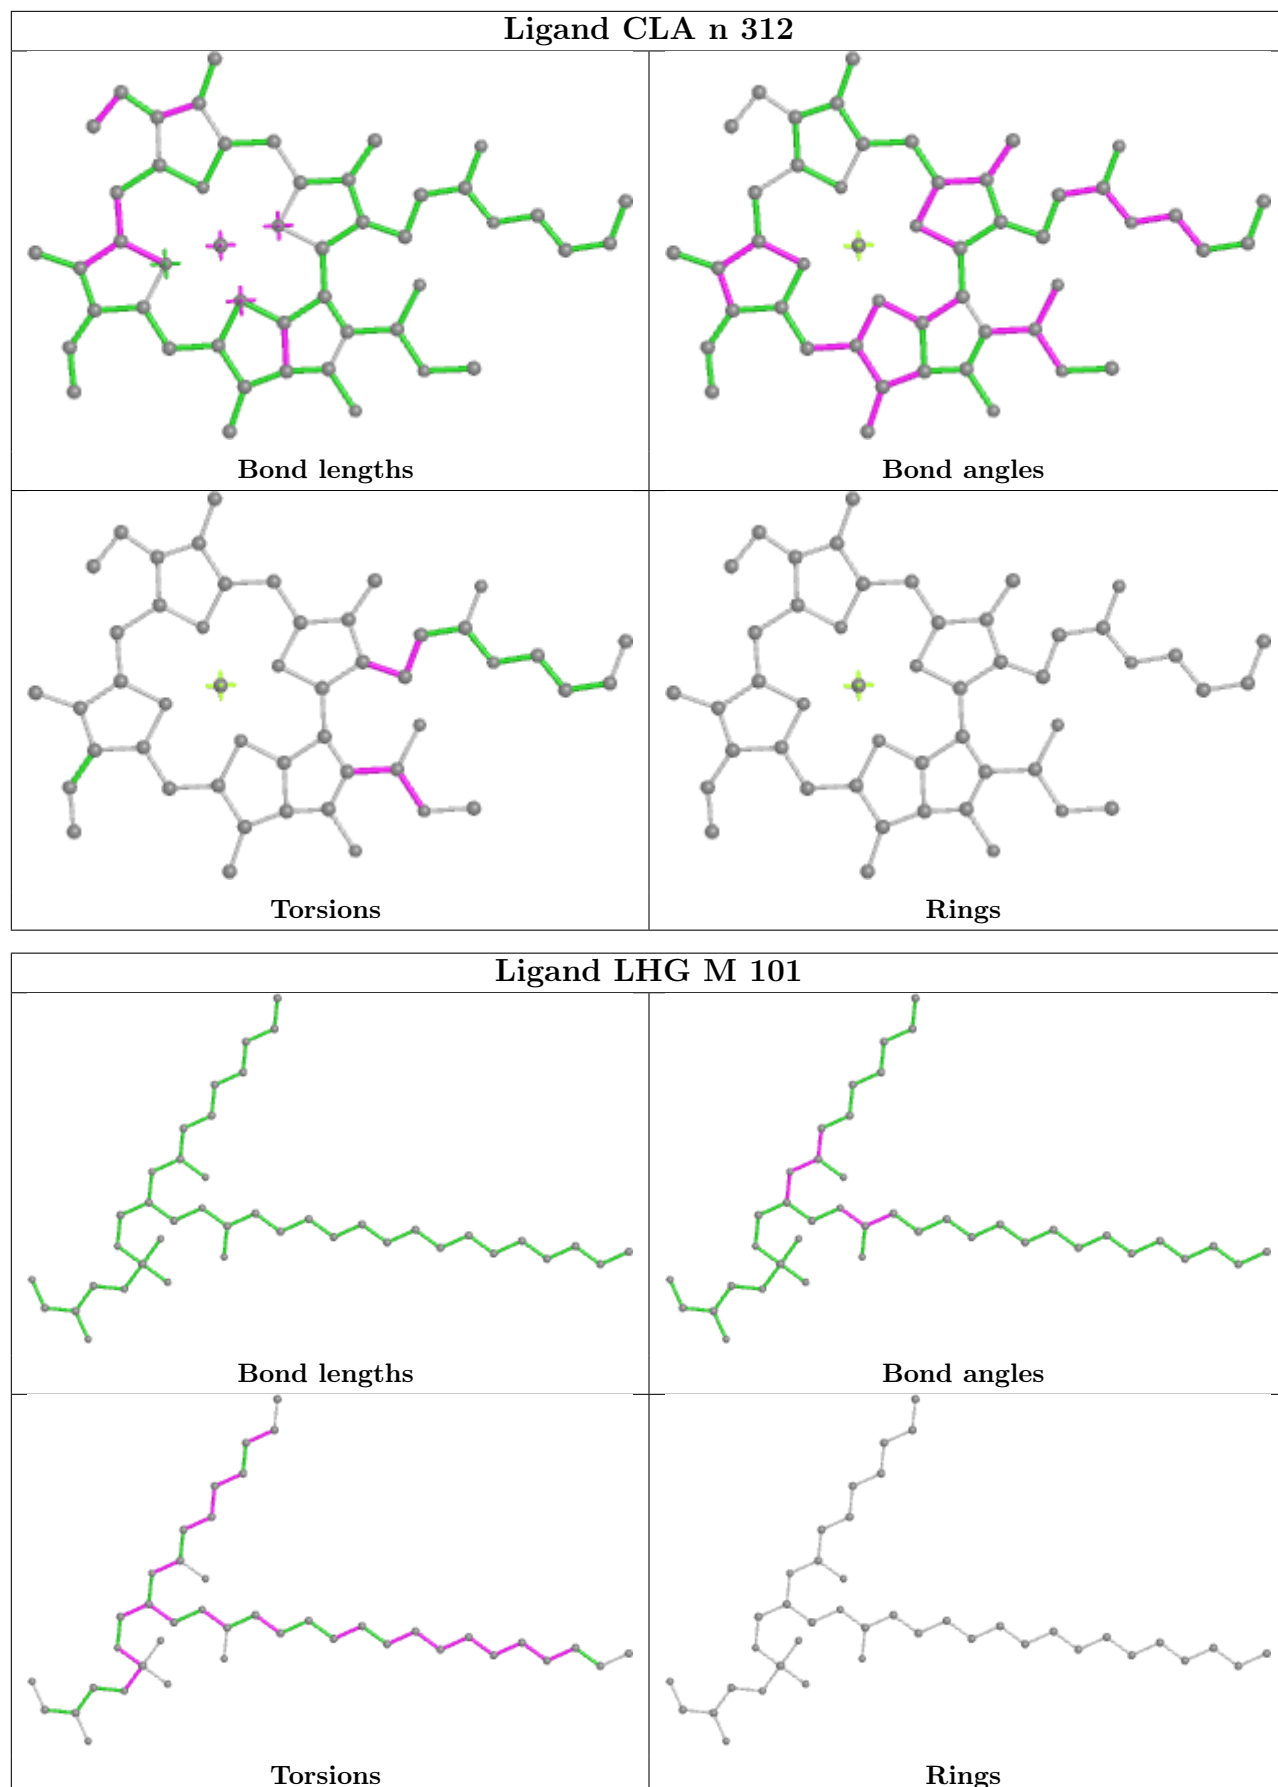 Ligand CLA n 312
Bond lengths
Bond angles
Torsions
Rings
Ligand LHG M 101
Bond lengths
Bond angles
Torsions
Rings